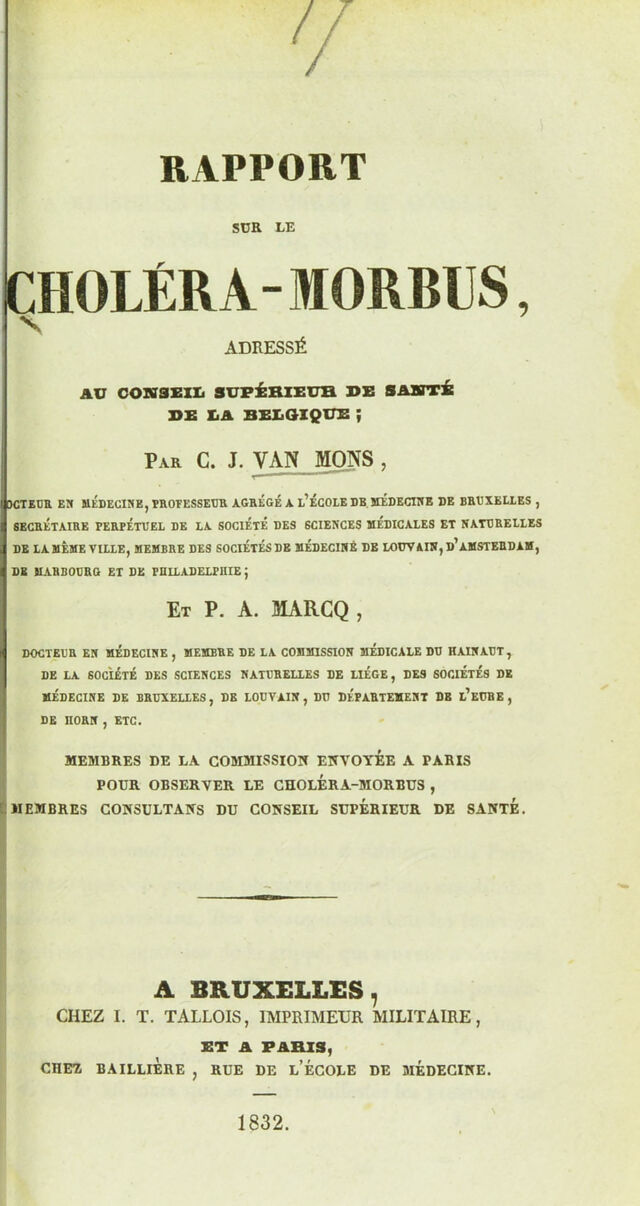 17
RAPPORT
SUR LE
CHOLÉRA-MORBUS,
ADRESSÉ
AU CONSEIL SUPÉRIEUR DE SANTÉ
DE LA BELGIQUE;
PAR C. J. VAN MONS,
OCTEUR EN MÉDECINE, PROFESSEUR AGRÉGÉ A L'ÉCOLE DE MÉDECINE DE BRUXELLES,
SECRÉTAIRE PERPÉTUEL DE LA SOCIÉTÉ DES SCIENCES MÉDICALES ET NATURELLES
DE LA MÊME VILLE, MEMBRE DES SOCIÉTÉS DE MÉDECINE DE LOUVAIN, D'AMSTERDAM,
DE MARBOURG ET DE PHILADELPHIE;
ET P. A. MARCQ,
DOCTEUR EN MÉDECINE, MEMBRE DE LA COMMISSION MÉDICALE DU HAINAUT,
DE LA SOCIÉTÉ DES SCIENCES NATURELLES DE LIÉGE, DES SOCIÉTÉS DE
MÉDECINE DE BRUXELLES, DE LOUVAIN, DU DÉPARTEMENT DE L'EURE,
DE HORN, ETC.
MEMBRES DE LA COMMISSION ENVOYÉE A PARIS
POUR OBSERVER LE CHOLÉRA-MORBUS,
MEMBRES CONSULTANS DU CONSEIL SUPÉRIEUR DE SANTÉ.
A BRUXELLES,
CHEZ I. T. TALLOIS, IMPRIMEUR MILITAIRE,
ET A PARIS,
CHEZ BAILLIÈRE, RUE DE L'ÉCOLE DE MÉDECINE.
1832.